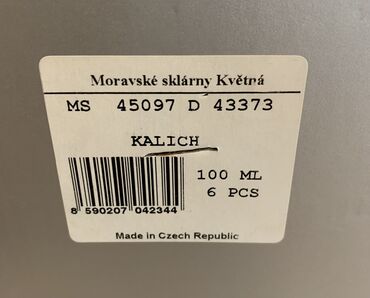 Moravské sklárny Květná
MS 45097 D 43373
KALICH
100 ML
6 PCS
8 590207 042344
Made in Czech Republic